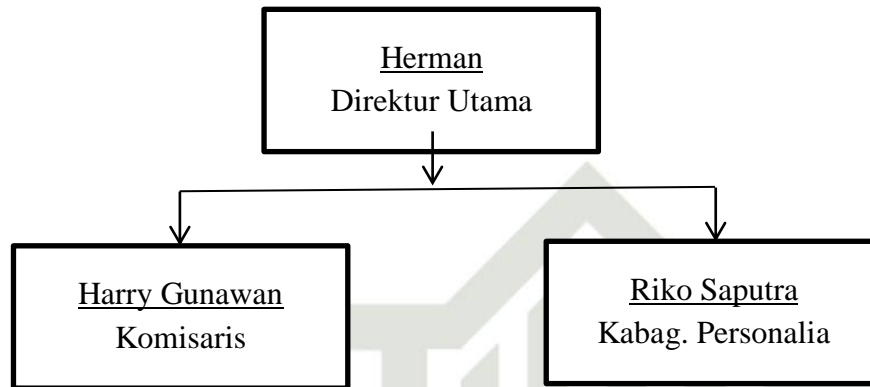 Herman
Direktur Utama
Harry Gunawan
Komisaris
Riko Saputra
Kabag. Personalia